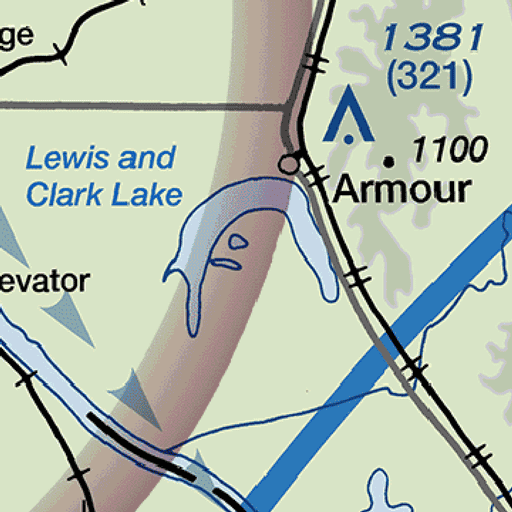 ge
1381
(321)
1100
Lewis and
Clark Lake
Armour
evator